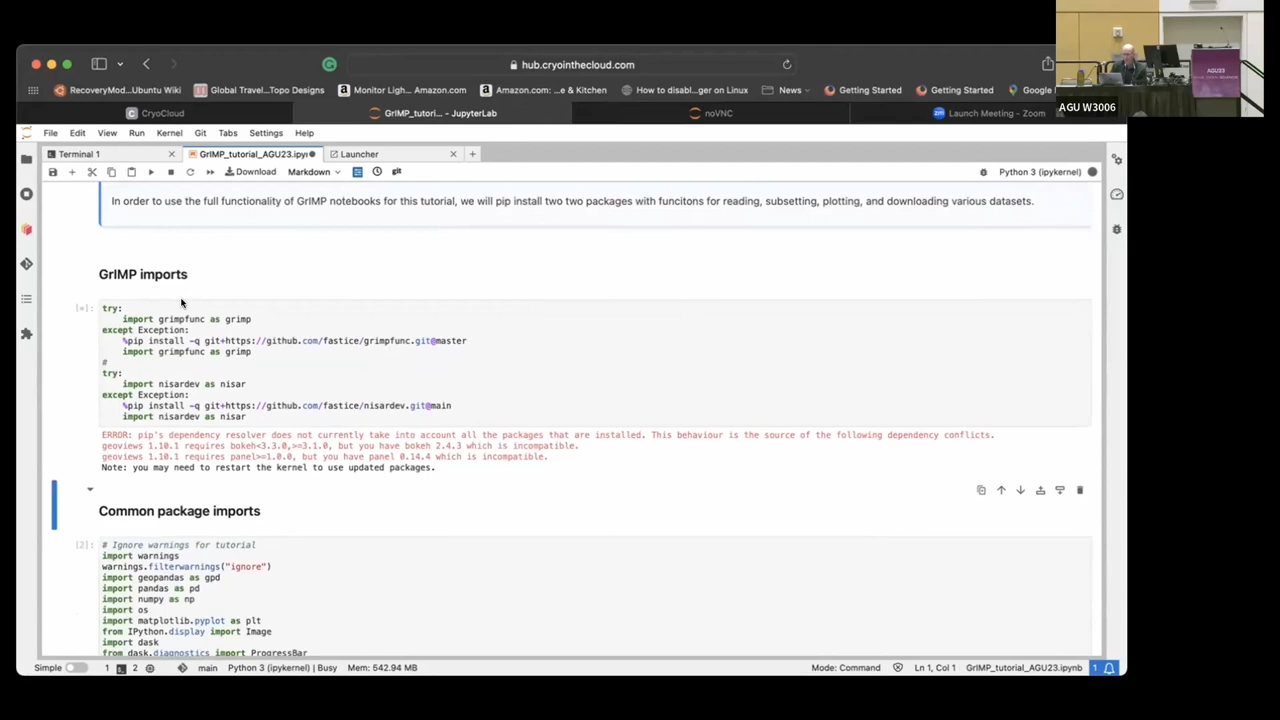 hub.cryointhecloud.com
RecoveryMod...Ubuntu Wiki Global Travel...Topo Designs Monitor Ligh... Amazon.com Amazon.com: ...e & Kitchen How to disabl...ger on Linux News Getting Started Getting Started Google
CryoCloud GrIMP_tutori... - JupyterLab noVNC Launch Meeting - Zoom
AGU23
AGU W3006
File Edit View Run Kernel Git Tabs Settings Help
Terminal 1 GrIMP_tutorial_AGU23.ipyn Launcher
Download Markdown Python 3 (ipykernel)
In order to use the full functionality of GrIMP notebooks for this tutorial, we will pip install two two packages with funcitons for reading, subsetting, plotting, and downloading various datasets.
GrIMP imports
[*]: try:
import grimpfunc as grimp
except Exception:
%pip install -q git+https://github.com/fastice/grimpfunc.git@master
import grimpfunc as grimp
#
try:
import nisardev as nisar
except Exception:
%pip install -q git+https://github.com/fastice/nisardev.git@main
import nisardev as nisar
ERROR: pip's dependency resolver does not currently take into account all the packages that are installed. This behaviour is the source of the following dependency conflicts.
geoviews 1.10.1 requires bokeh<3.3.0,>=3.1.0, but you have bokeh 2.4.3 which is incompatible.
geoviews 1.10.1 requires panel>=1.0.0, but you have panel 0.14.4 which is incompatible.
Note: you may need to restart the kernel to use updated packages.
Common package imports
[2]: # Ignore warnings for tutorial
import warnings
warnings.filterwarnings("ignore")
import geopandas as gpd
import pandas as pd
import numpy as np
import os
import matplotlib.pyplot as plt
from IPython.display import Image
import dask
from dask.diagnostics import ProgressBar
Simple 1 2 main Python 3 (ipykernel) | Busy Mem: 542.94 MB Mode: Command Ln 1, Col 1 GrIMP_tutorial_AGU23.ipynb 1